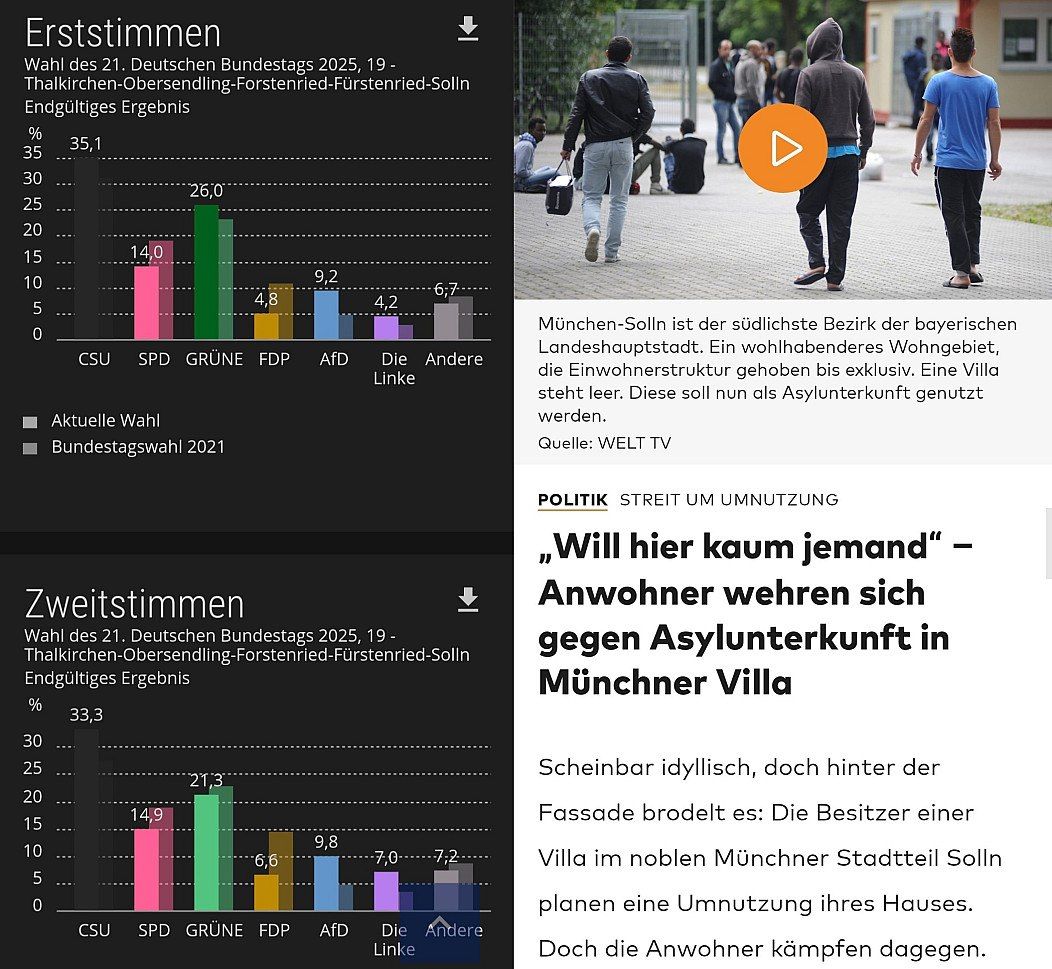 Erststimmen
Wahl des 21. Deutschen Bundestags 2025, 19 -
Thalkirchen-Obersendling-Forstenried-Fürstenried-Solln
Endgültiges Ergebnis
%
35
30
25
20
15
10
5
0
35,1
14,0
26,0
4,8
9,2
4,2
6,7
CSU
SPD
GRÜNE
FDP
AfD
Die
Linke
Andere
Aktuelle Wahl
Bundestagswahl 2021
Zweitstimmen
Wahl des 21. Deutschen Bundestags 2025, 19 -
Thalkirchen-Obersendling-Forstenried-Fürstenried-Solln
Endgültiges Ergebnis
%
30
25
20
15
10
5
0
33,3
14,9
21,3
6,6
9,8
7,0
7,2
CSU
SPD
GRÜNE
FDP
AfD
Die
Linke
Andere
München-Solln ist der südlichste Bezirk der bayerischen
Landeshauptstadt. Ein wohlhabenderes Wohngebiet,
die Einwohnerstruktur gehoben bis exklusiv. Eine Villa
steht leer. Diese soll nun als Asylunterkunft genutzt
werden.
Quelle: WELT TV
POLITIK STREIT UM UMNUTZUNG
„Will hier kaum jemand“ –
Anwohner wehren sich
gegen Asylunterkunft in
Münchner Villa
Scheinbar idyllisch, doch hinter der
Fassade brodelt es: Die Besitzer einer
Villa im noblen Münchner Stadtteil Solln
planen eine Umnutzung ihres Hauses.
Doch die Anwohner kämpfen dagegen.